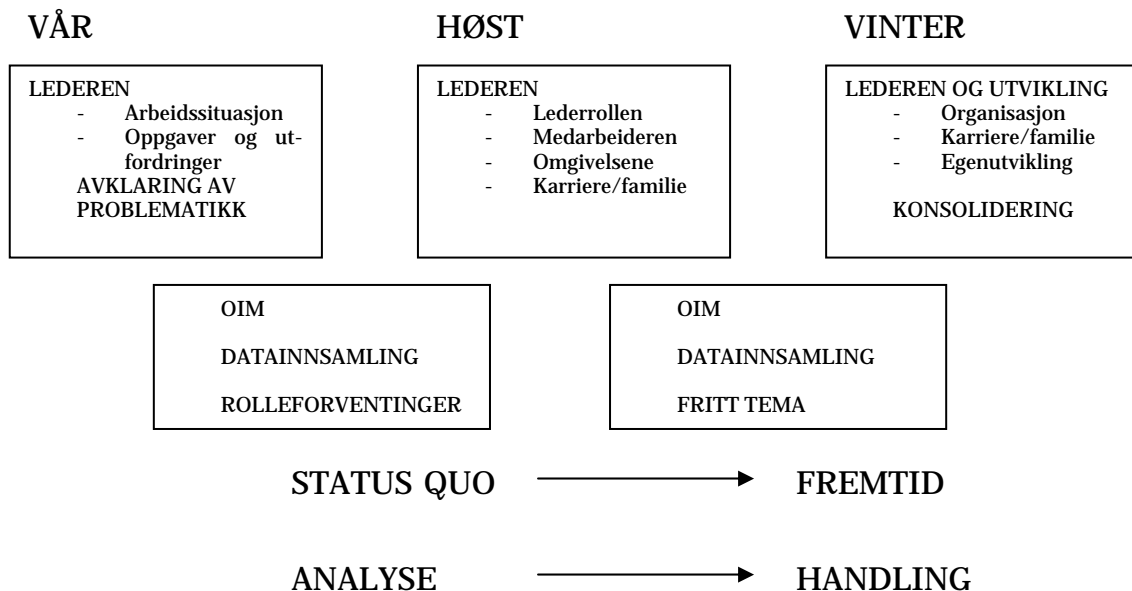 VÅR
HØST
VINTER
LEDEREN
- Arbeidssituasjon
- Oppgaver og ut-
fordringer
AVKLARING AV
PROBLEMATIKK
LEDEREN
- Lederrollen
- Medarbeideren
- Omgivelsene
- Karriere/familie
LEDEREN OG UTVIKLING
- Organisasjon
- Karriere/familie
- Egenutvikling
KONSOLIDERING
OIM
DATAINNSAMLING
ROLLEFORVENTINGER
OIM
DATAINNSAMLING
FRITT TEMA
STATUS QUO
FREMTID
ANALYSE
HANDLING